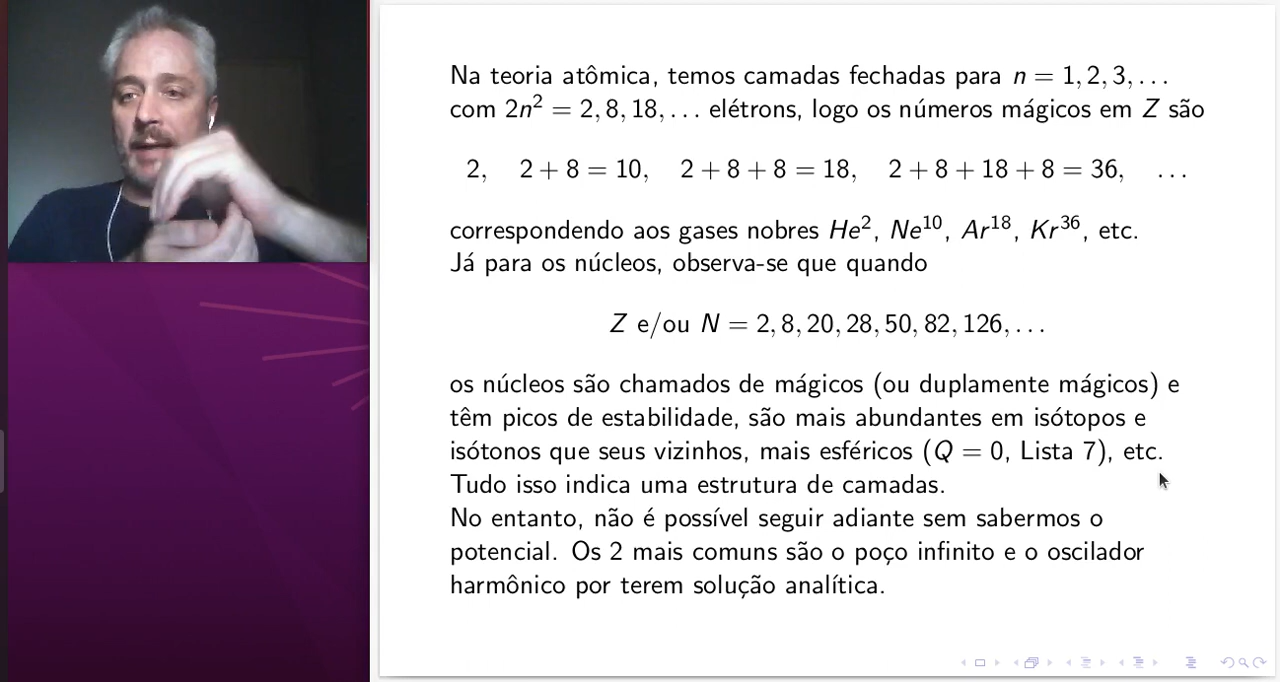 Na teoria atômica, temos camadas fechadas para n = 1, 2, 3, . . .
com 2n² = 2, 8, 18, . . . elétrons, logo os números mágicos em Z são
2, 2 + 8 = 10, 2 + 8 + 8 = 18, 2 + 8 + 18 + 8 = 36, . . .
correspondendo aos gases nobres He², Ne¹⁰, Ar¹⁸, Kr³⁶, etc.
Já para os núcleos, observa-se que quando
Z e/ou N = 2, 8, 20, 28, 50, 82, 126, . . .
os núcleos são chamados de mágicos (ou duplamente mágicos) e
têm picos de estabilidade, são mais abundantes em isótopos e
isótonos que seus vizinhos, mais esféricos (Q = 0, Lista 7), etc.
Tudo isso indica uma estrutura de camadas.
No entanto, não é possível seguir adiante sem sabermos o
potencial. Os 2 mais comuns são o poço infinito e o oscilador
harmônico por terem solução analítica.